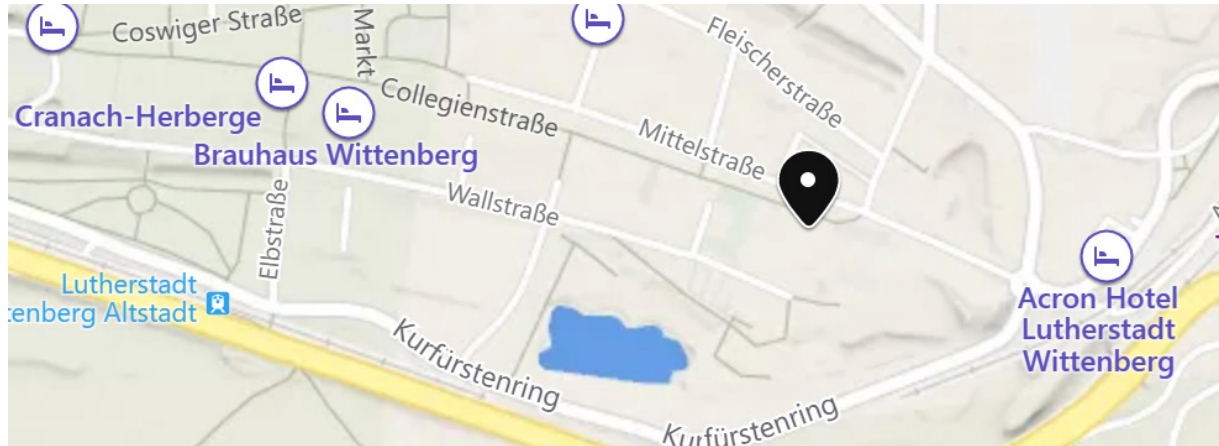 Coswiger Straße
Markt
Fleischerstraße
Cranach-Herberge
Collegienstraße
Brauhaus Wittenberg
Mittelstraße
Wallstraße
Elbstraße
Lutherstadt
tenberg Altstadt
Kurfürstenring
Acron Hotel
Lutherstadt
Wittenberg
Kurfürstenring